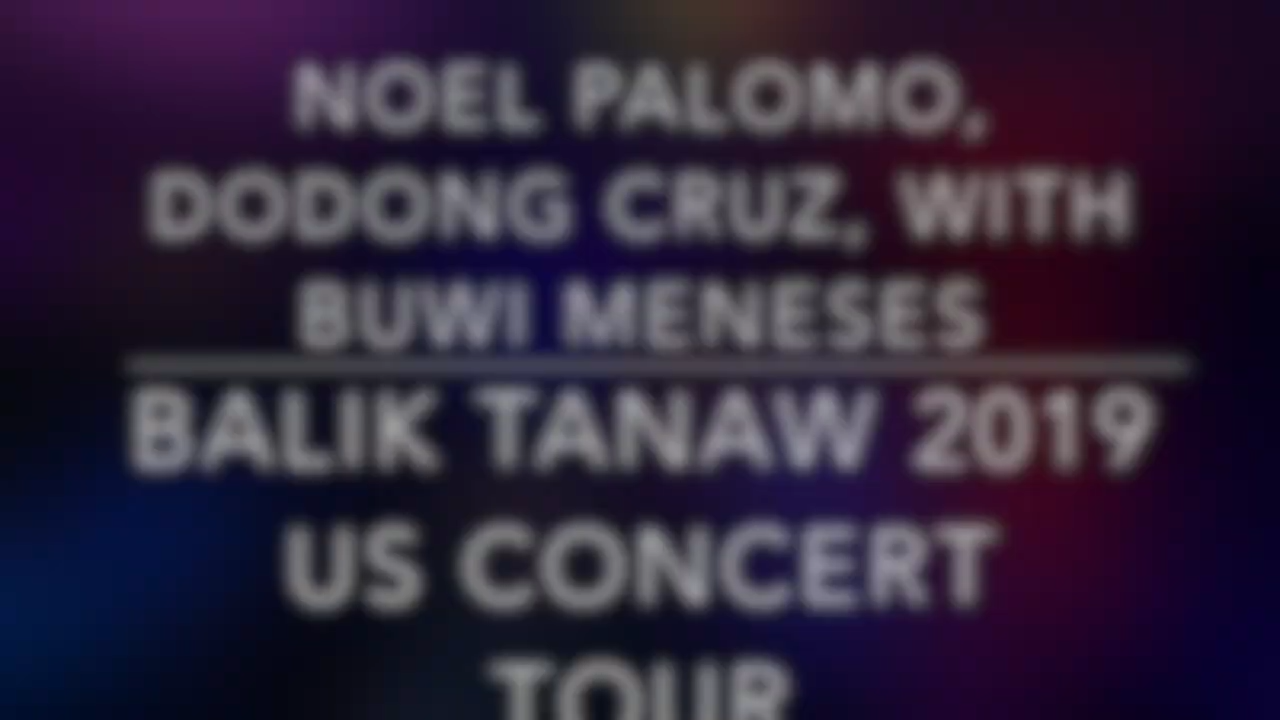 NOEL PALOMO,
DODONG CRUZ, WITH
BUWI MENESES
BALIK TANAW 2019
US CONCERT
TOUR